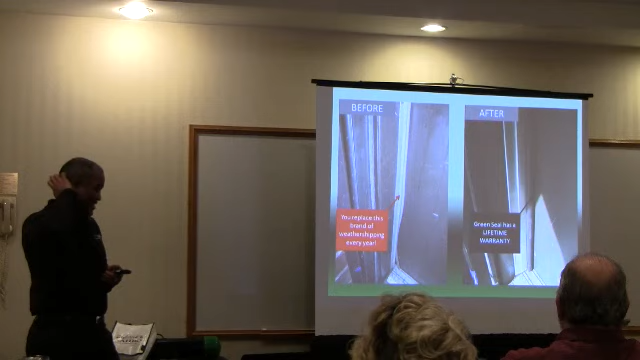 BEFORE
AFTER
You replace this
brand of
weatherstripping
every year!
Green Seal has a
LIFETIME
WARRANTY